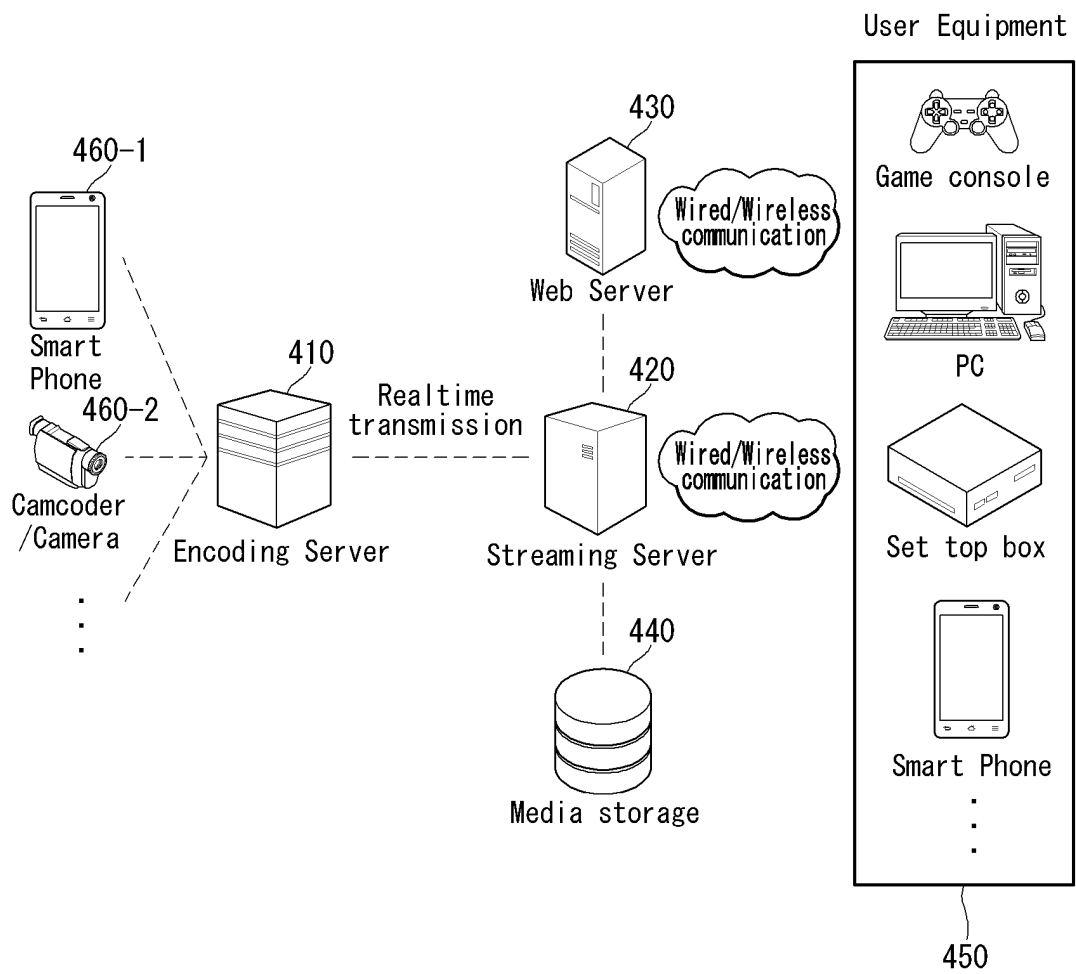 User Equipment
430
460-1
Game console
Wired/Wireless
communication
Web Server
Smart
Phone
410
420
PC
460-2
Realtime
transmission
Wired/Wireless
communication
Camcoder
/Camera
Encoding Server
Streaming Server
Set top box
440
Smart Phone
Media storage
450